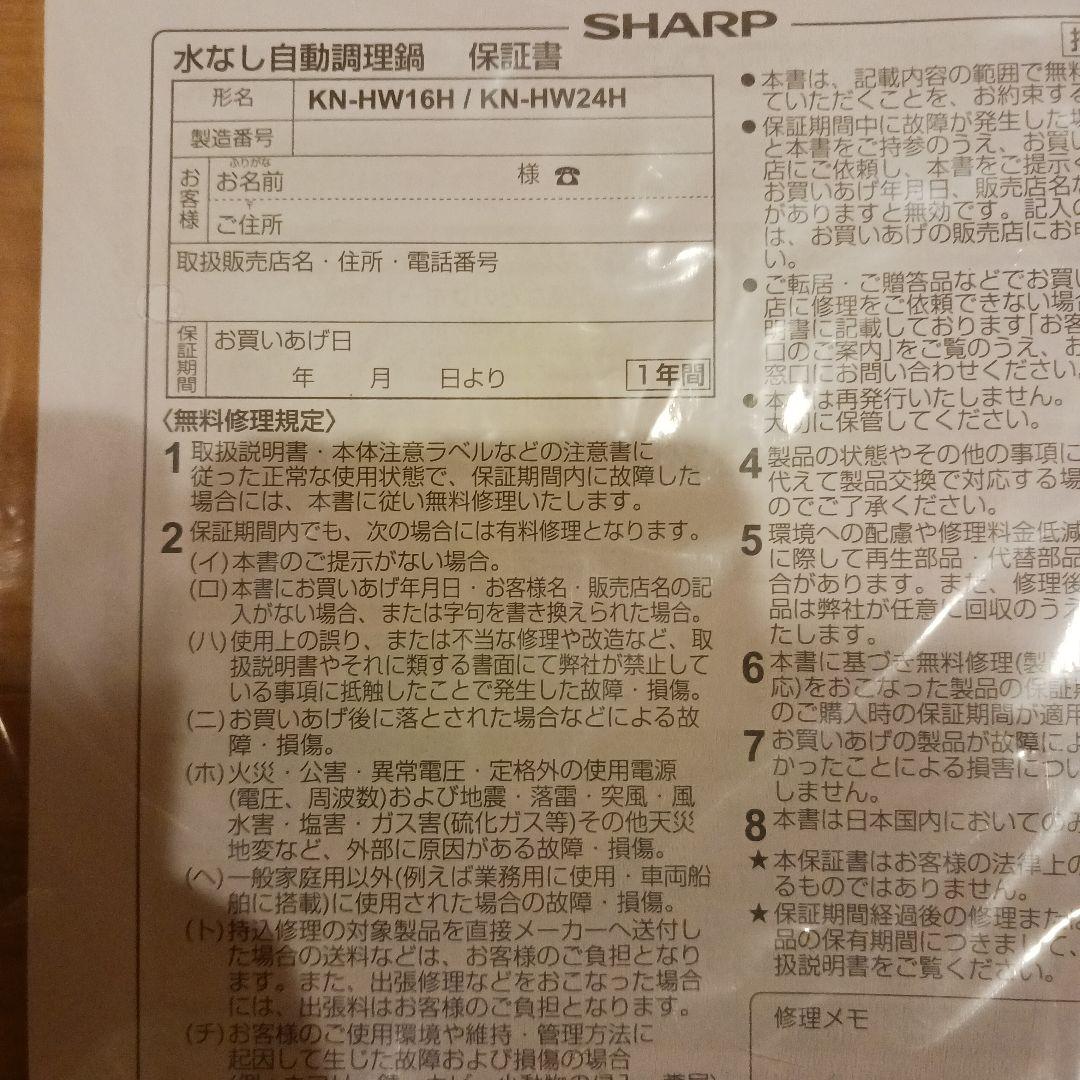 SHARP
水なし自動調理鍋 保証書
形名 KN-HW16H / KN-HW24H
製造番号
お客様
ふりがな
お名前 様 ☎
〒
ご住所
取扱販売店名・住所・電話番号
保証期間
お買いあげ日
年 月 日より 1年間
〈無料修理規定〉
1 取扱説明書・本体注意ラベルなどの注意書に
従った正常な使用状態で、保証期間内に故障した
場合には、本書に従い無料修理いたします。
2 保証期間内でも、次の場合には有料修理となります。
(イ)本書のご提示がない場合。
(ロ)本書にお買いあげ年月日・お客様名・販売店名の記
入がない場合、または字句を書き換えられた場合。
(ハ)使用上の誤り、または不当な修理や改造など、取
扱説明書やそれに類する書面にて弊社が禁止して
いる事項に抵触したことで発生した故障・損傷。
(ニ)お買いあげ後に落とされた場合などによる故
障・損傷。
(ホ)火災・公害・異常電圧・定格外の使用電源
(電圧、周波数)および地震・落雷・突風・風
水害・塩害・ガス害(硫化ガス等)その他天災
地変など、外部に原因がある故障・損傷。
(ヘ)一般家庭用以外(例えば業務用に使用・車両船
舶に搭載)に使用された場合の故障・損傷。
(ト)持込修理の対象製品を直接メーカーへ送付し
た場合の送料などは、お客様のご負担となり
ます。また、出張修理などをおこなった場合
には、出張料はお客様のご負担となります。
(チ)お客様のご使用環境や維持・管理方法に
起因して生じた故障および損傷の場合
●本書は、記載内容の範囲で無料
ていただくことを、お約束する
●保証期間中に故障が発生した場
と本書をご持参のうえ、お買い
店にご依頼し、本書をご提示く
お買いあげ年月日、販売店名な
がありますと無効です。記入の
は、お買いあげの販売店にお申
い。
●ご転居・ご贈答品などでお買い
店に修理をご依頼できない場合
明書に記載しております「お客
口のご案内」をご覧のうえ、お
窓口にお問い合わせください。
●本書は再発行いたしません。
大切に保管してください。
4 製品の状態やその他の事項に
代えて製品交換で対応する場
のでご了承ください。
5 環境への配慮や修理料金低減
に際して再生部品・代替部品
合があります。また、修理後
品は弊社が任意に回収のうえ
たします。
6 本書に基づき無料修理(製
応)をおこなった製品の保証期
のご購入時の保証期間が適用
7 お買いあげの製品が故障によ
かったことによる損害につい
しません。
8 本書は日本国内においてのみ
★本保証書はお客様の法律上の
るものではありません。
★保証期間経過後の修理または
品の保有期間につきまして、
扱説明書をご覧ください。
修理メモ